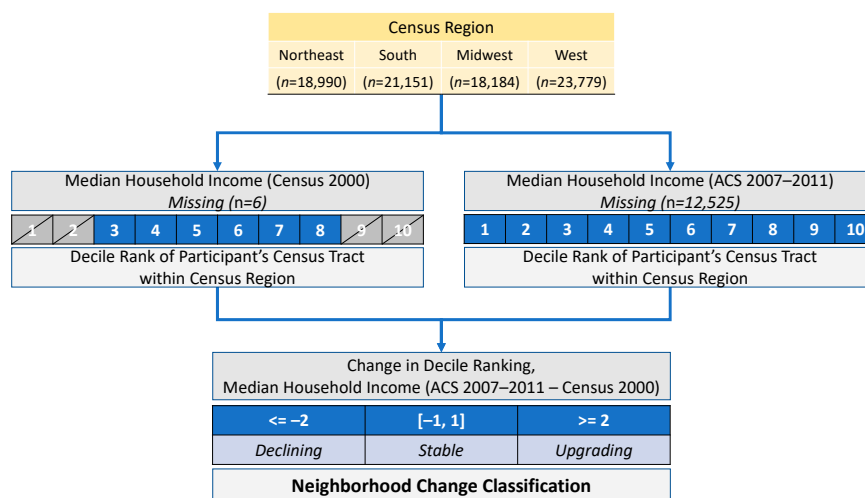 Census Region
Northeast South Midwest West
(n=18,990) (n=21,151) (n=18,184) (n=23,779)
Median Household Income (Census 2000)
Missing (n=6)
1 2 3 4 5 6 7 8 9 10
Decile Rank of Participant's Census Tract
within Census Region
Median Household Income (ACS 2007–2011)
Missing (n=12,525)
1 2 3 4 5 6 7 8 9 10
Decile Rank of Participant's Census Tract
within Census Region
Change in Decile Ranking,
Median Household Income (ACS 2007–2011 – Census 2000)
<= –2 [–1, 1] >= 2
Declining Stable Upgrading
Neighborhood Change Classification